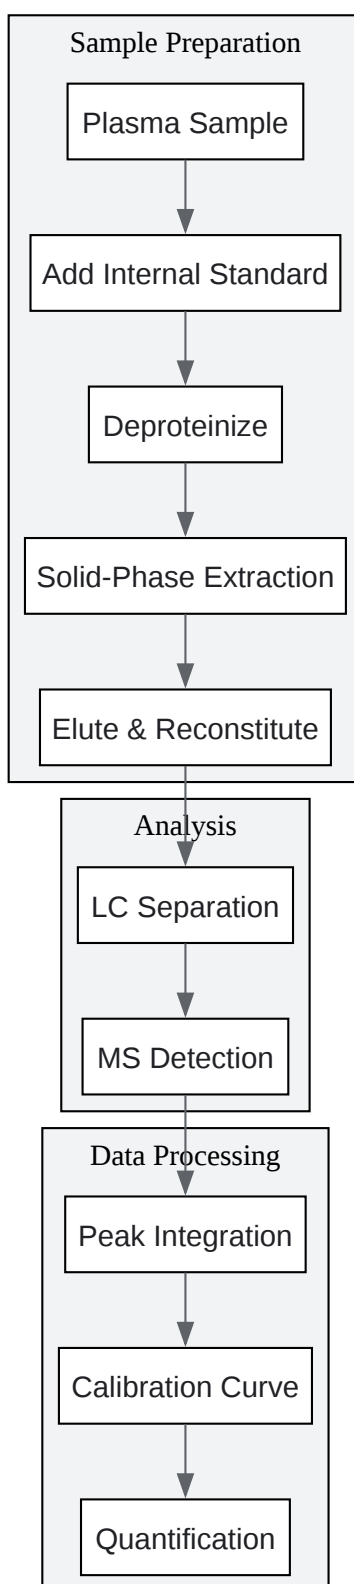 Sample Preparation
Plasma Sample
Add Internal Standard
Deproteinize
Solid-Phase Extraction
Elute & Reconstitute
Analysis
LC Separation
MS Detection
Data Processing
Peak Integration
Calibration Curve
Quantification